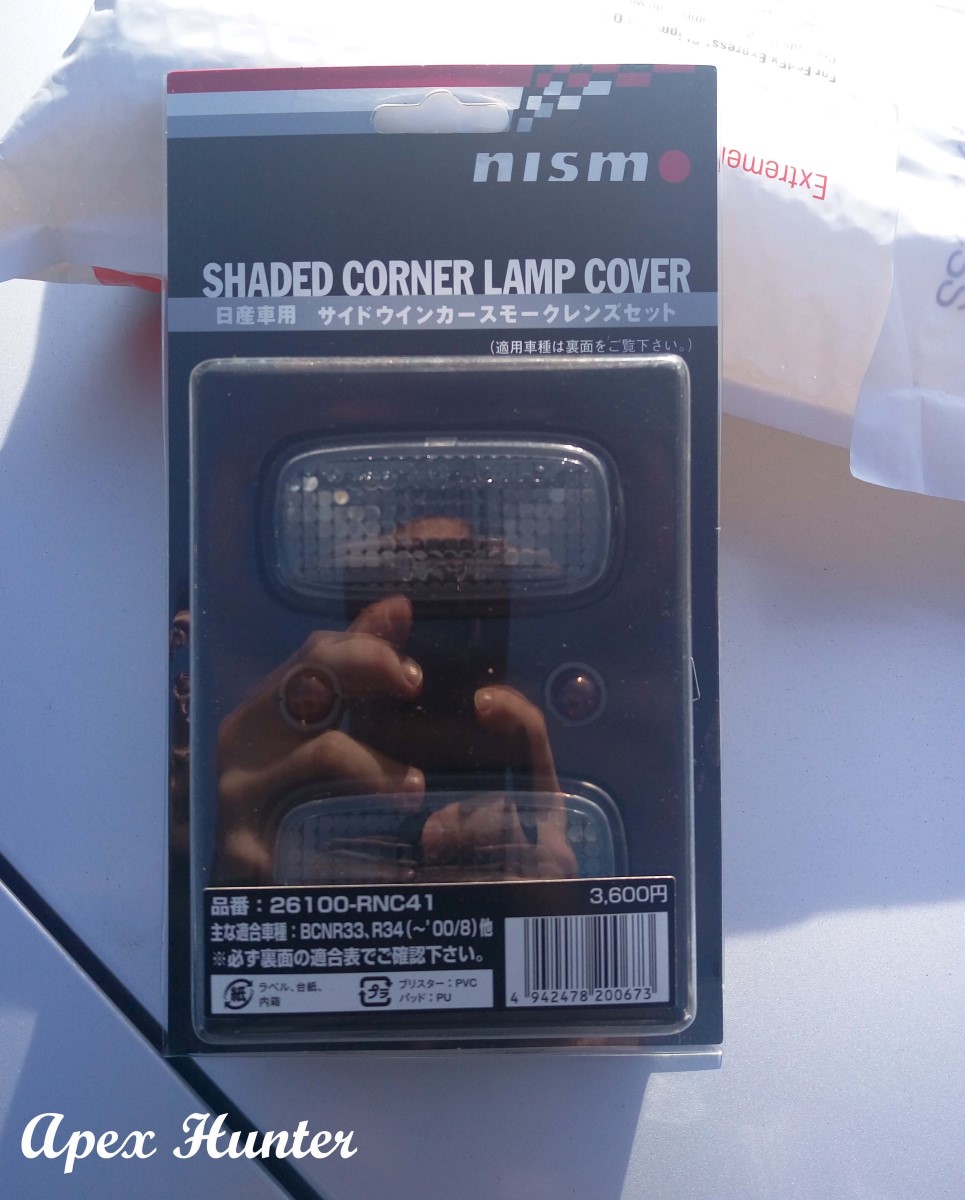 For FedEx Express® Shipp
Extreme
nismo
SHADED CORNER LAMP COVER
日産車用 サイドウインカースモークレンズセット
(適用車種は裏面をご覧下さい。)
品番：26100-RNC41
3,600円
主な適合車種：BCNR33、R34(～'00/8)他
※必ず裏面の適合表でご確認下さい。
紙 ラベル、台紙、
内箱
プラ ブリスター：PVC
パッド：PU
4 942478 200673
Apex Hunter